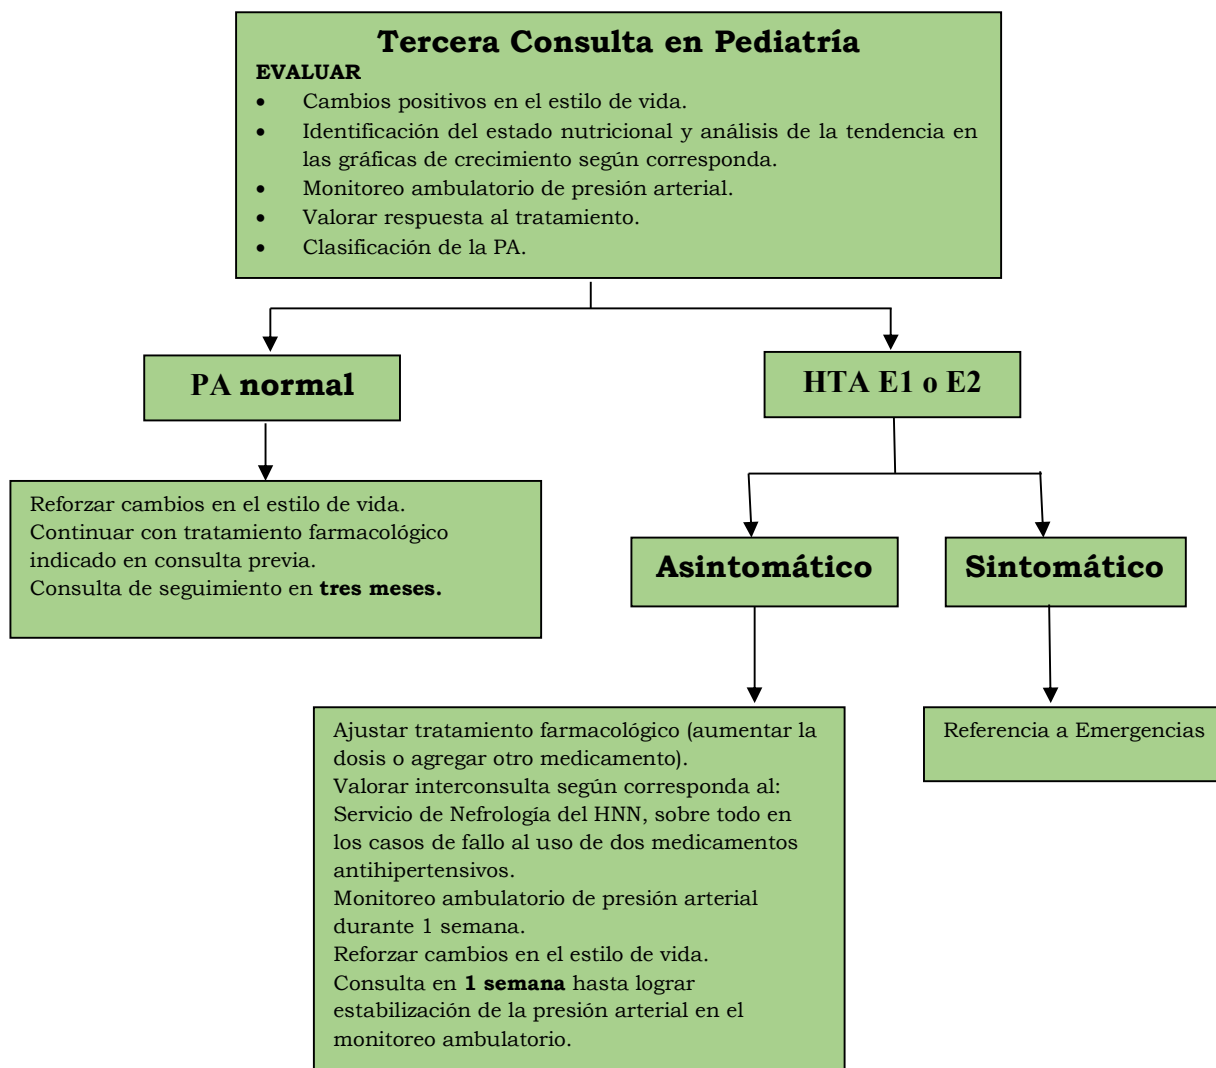 Tercera Consulta en Pediatría
EVALUAR
• Cambios positivos en el estilo de vida.
• Identificación del estado nutricional y análisis de la tendencia en
las gráficas de crecimiento según corresponda.
• Monitoreo ambulatorio de presión arterial.
• Valorar respuesta al tratamiento.
• Clasificación de la PA.
PA normal
HTA E1 o E2
Reforzar cambios en el estilo de vida.
Continuar con tratamiento farmacológico
indicado en consulta previa.
Consulta de seguimiento en tres meses.
Asintomático
Sintomático
Ajustar tratamiento farmacológico (aumentar la
dosis o agregar otro medicamento).
Valorar interconsulta según corresponda al:
Servicio de Nefrología del HNN, sobre todo en
los casos de fallo al uso de dos medicamentos
antihipertensivos.
Monitoreo ambulatorio de presión arterial
durante 1 semana.
Reforzar cambios en el estilo de vida.
Consulta en 1 semana hasta lograr
estabilización de la presión arterial en el
monitoreo ambulatorio.
Referencia a Emergencias